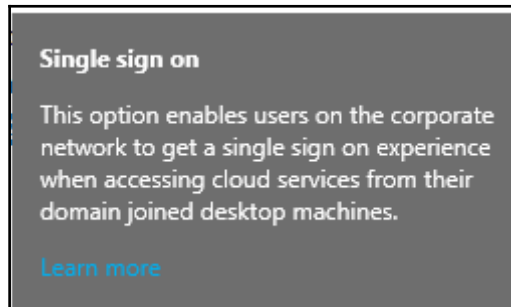 Single sign on
This option enables users on the corporate
network to get a single sign on experience
when accessing cloud services from their
domain joined desktop machines.
Learn more